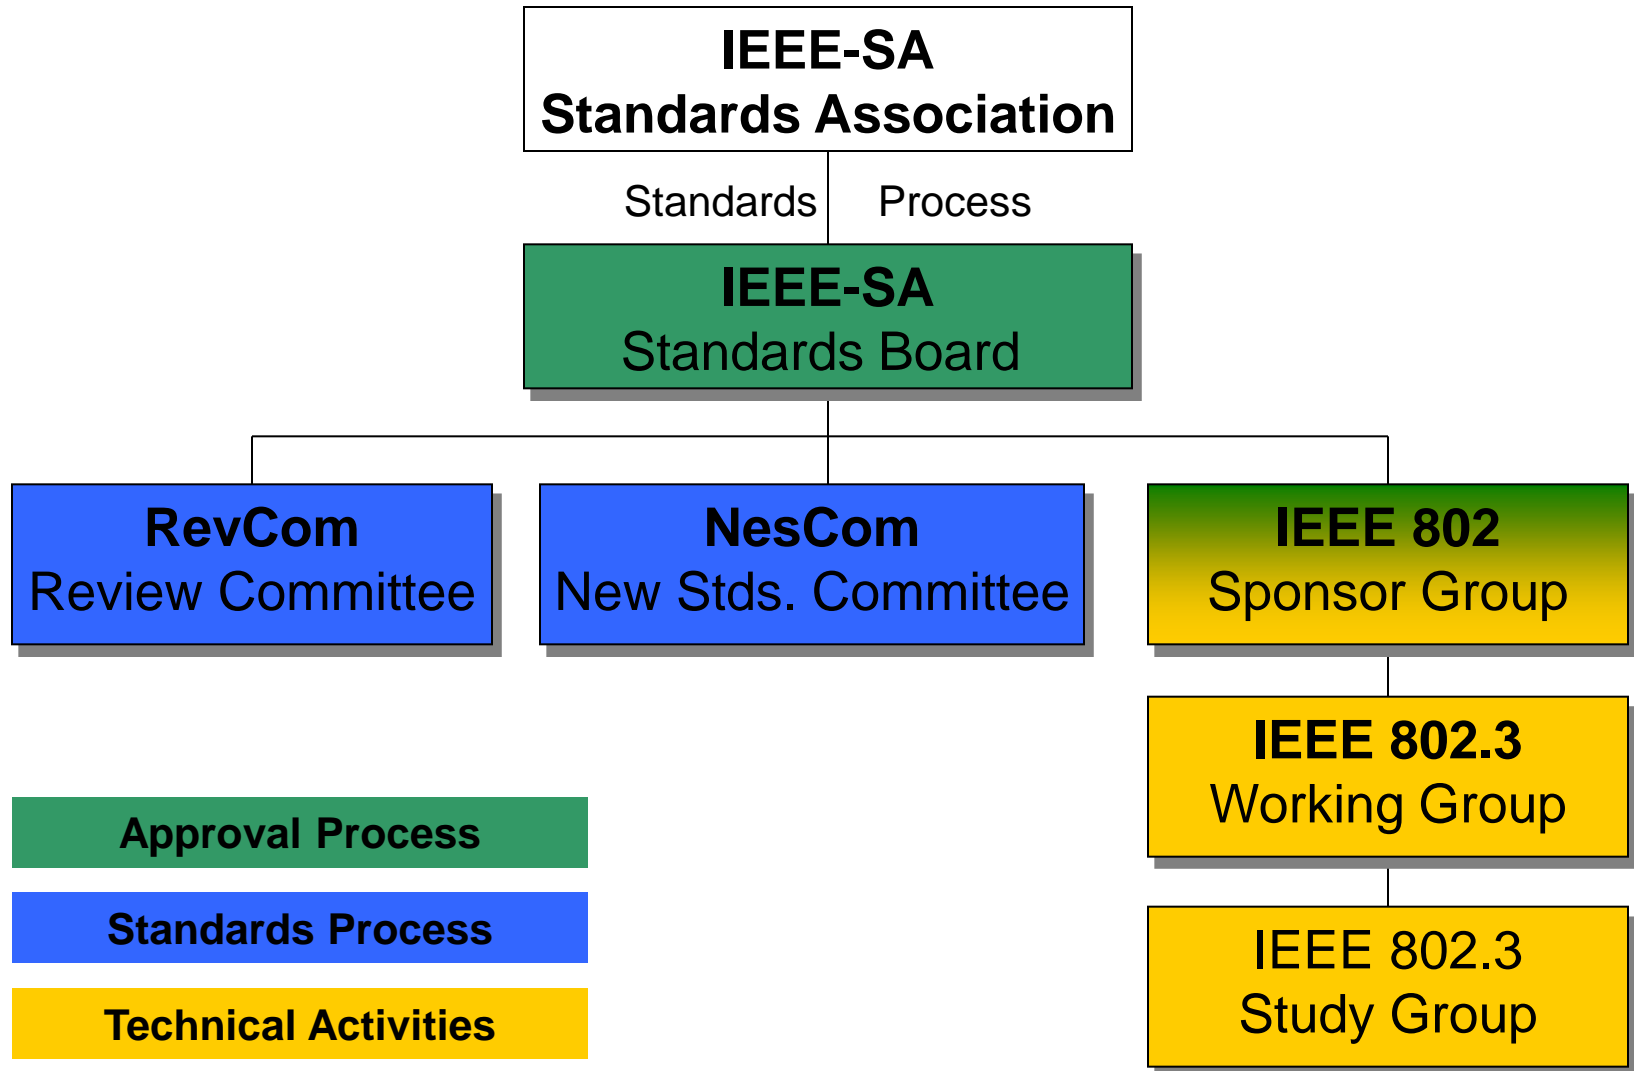 IEEE-SA
Standards Association
Standards Process
IEEE-SA
Standards Board
RevCom
Review Committee
NesCom
New Stds. Committee
IEEE 802
Sponsor Group
IEEE 802.3
Working Group
IEEE 802.3
Study Group
Approval Process
Standards Process
Technical Activities